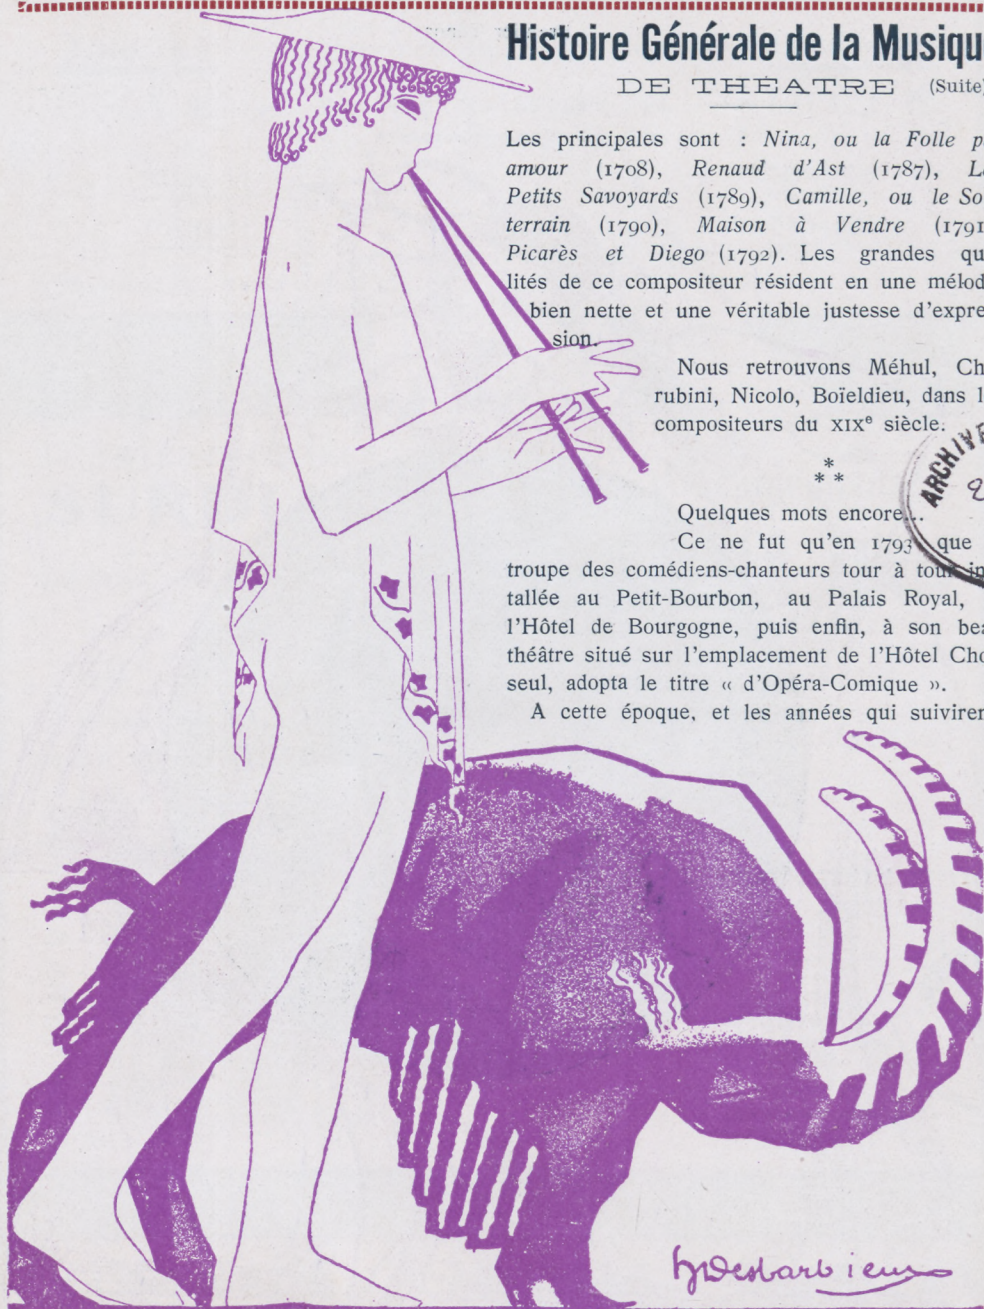 Histoire Générale de la Musiqu
DE THÉATRE (Suite)
Les principales sont : Nina, ou la Folle p
amour (1708), Renaud d'Ast (1787), L
Petits Savoyards (1789), Camille, ou le Sou
terrain (1790), Maison à Vendre (1791
Picarès et Diego (1792). Les grandes qu
lités de ce compositeur résident en une mélod
bien nette et une véritable justesse d'expre
sion.
Nous retrouvons Méhul, Ch
rubini, Nicolo, Boïeldieu, dans l
compositeurs du XIXe siècle.
*
* *
ARCHIVE
Quelques mots encore...
Ce ne fut qu'en 1793 que
troupe des comédiens-chanteurs tour à tour in
tallée au Petit-Bourbon, au Palais Royal,
l'Hôtel de Bourgogne, puis enfin, à son bea
théâtre situé sur l'emplacement de l'Hôtel Cho
seul, adopta le titre « d'Opéra-Comique ».
A cette époque, et les années qui suiviren